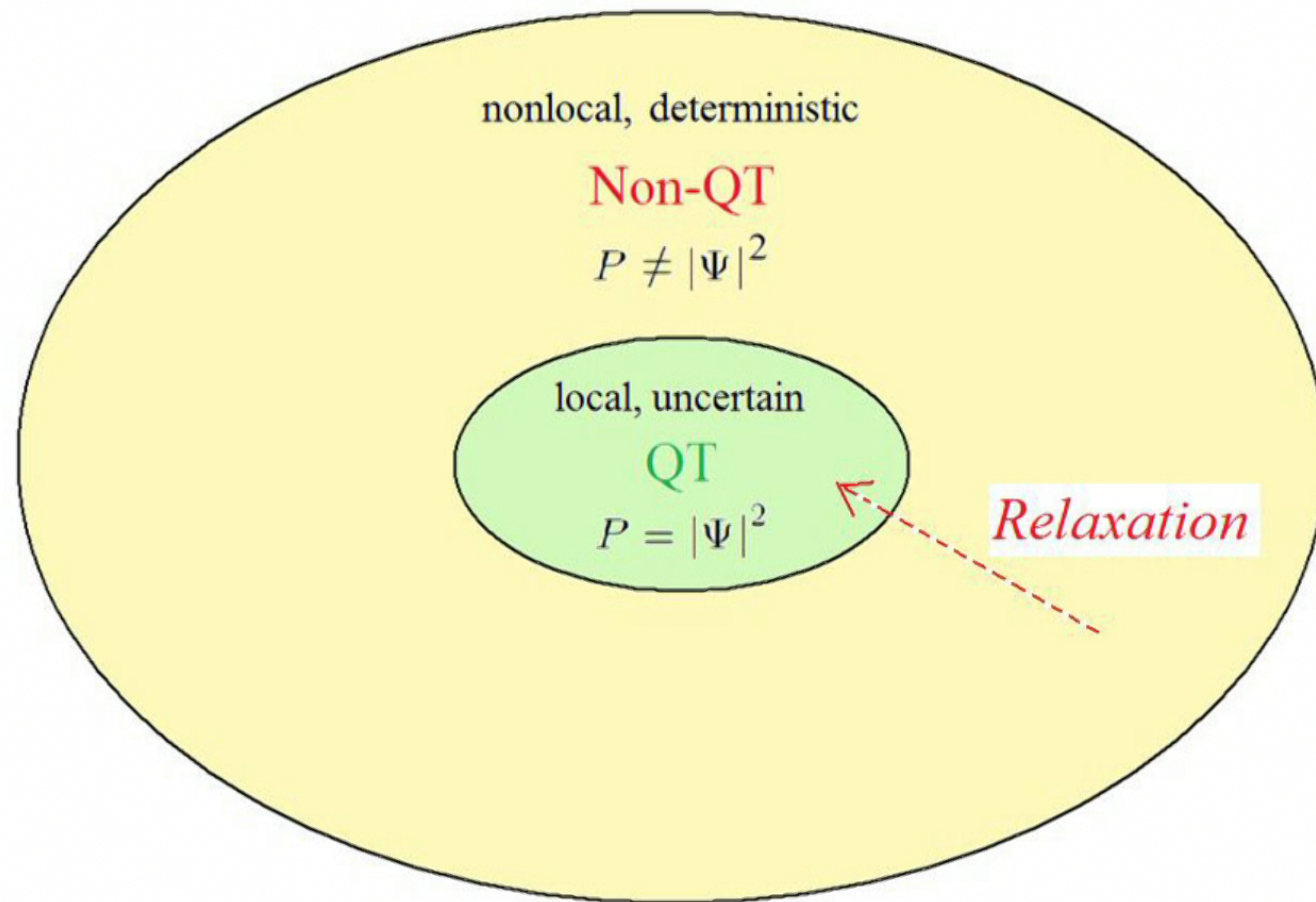 nonlocal, deterministic
Non-QT
P ≠ |Ψ|²
local, uncertain
QT
P = |Ψ|²
Relaxation